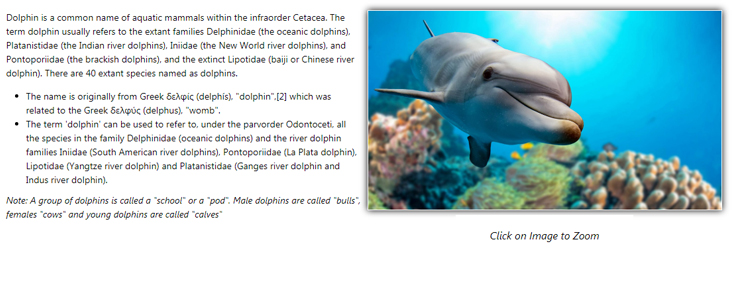 Dolphin is a common name of aquatic mammals within the infraorder Cetacea. The
term dolphin usually refers to the extant families Delphinidae (the oceanic dolphins),
Platanistidae (the Indian river dolphins), Iniidae (the New World river dolphins), and
Pontoporiidae (the brackish dolphins), and the extinct Lipotidae (baiji or Chinese river
dolphin). There are 40 extant species named as dolphins.
• The name is originally from Greek δελφίς (delphís), "dolphin",[2] which was
related to the Greek δελφύς (delphus), "womb".
• The term 'dolphin' can be used to refer to, under the parvorder Odontoceti, all
the species in the family Delphinidae (oceanic dolphins) and the river dolphin
families Iniidae (South American river dolphins), Pontoporiidae (La Plata dolphin),
Lipotidae (Yangtze river dolphin) and Platanistidae (Ganges river dolphin and
Indus river dolphin).
Note: A group of dolphins is called a "school" or a "pod". Male dolphins are called "bulls",
females "cows" and young dolphins are called "calves"
Click on Image to Zoom